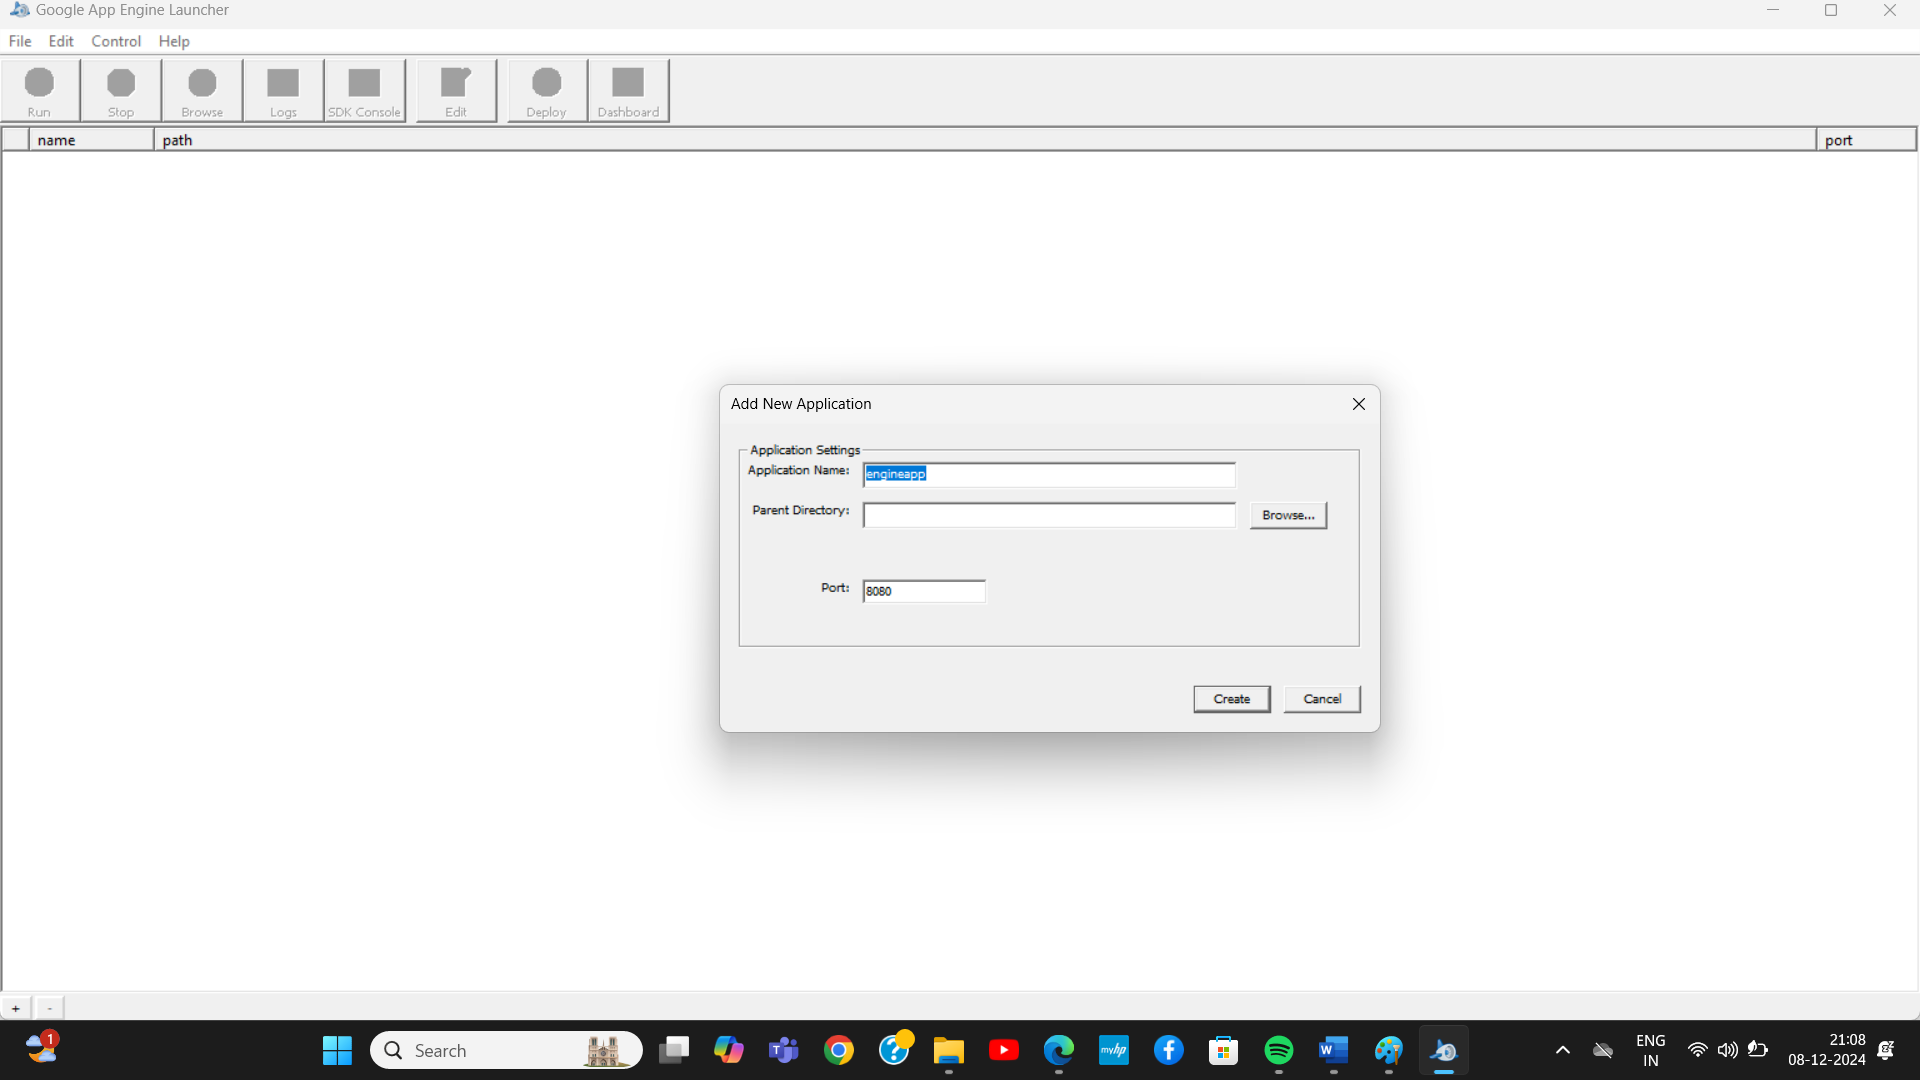 Google App Engine Launcher
File Edit Control Help
Run Stop Browse Logs SDK Console Edit Deploy Dashboard
name path port
Add New Application
Application Settings
Application Name: engineapp
Parent Directory: Browse...
Port: 8080
Create Cancel
+ -
1
Search
T
?
myhp
W
ENG
IN
21:08
08-12-2024